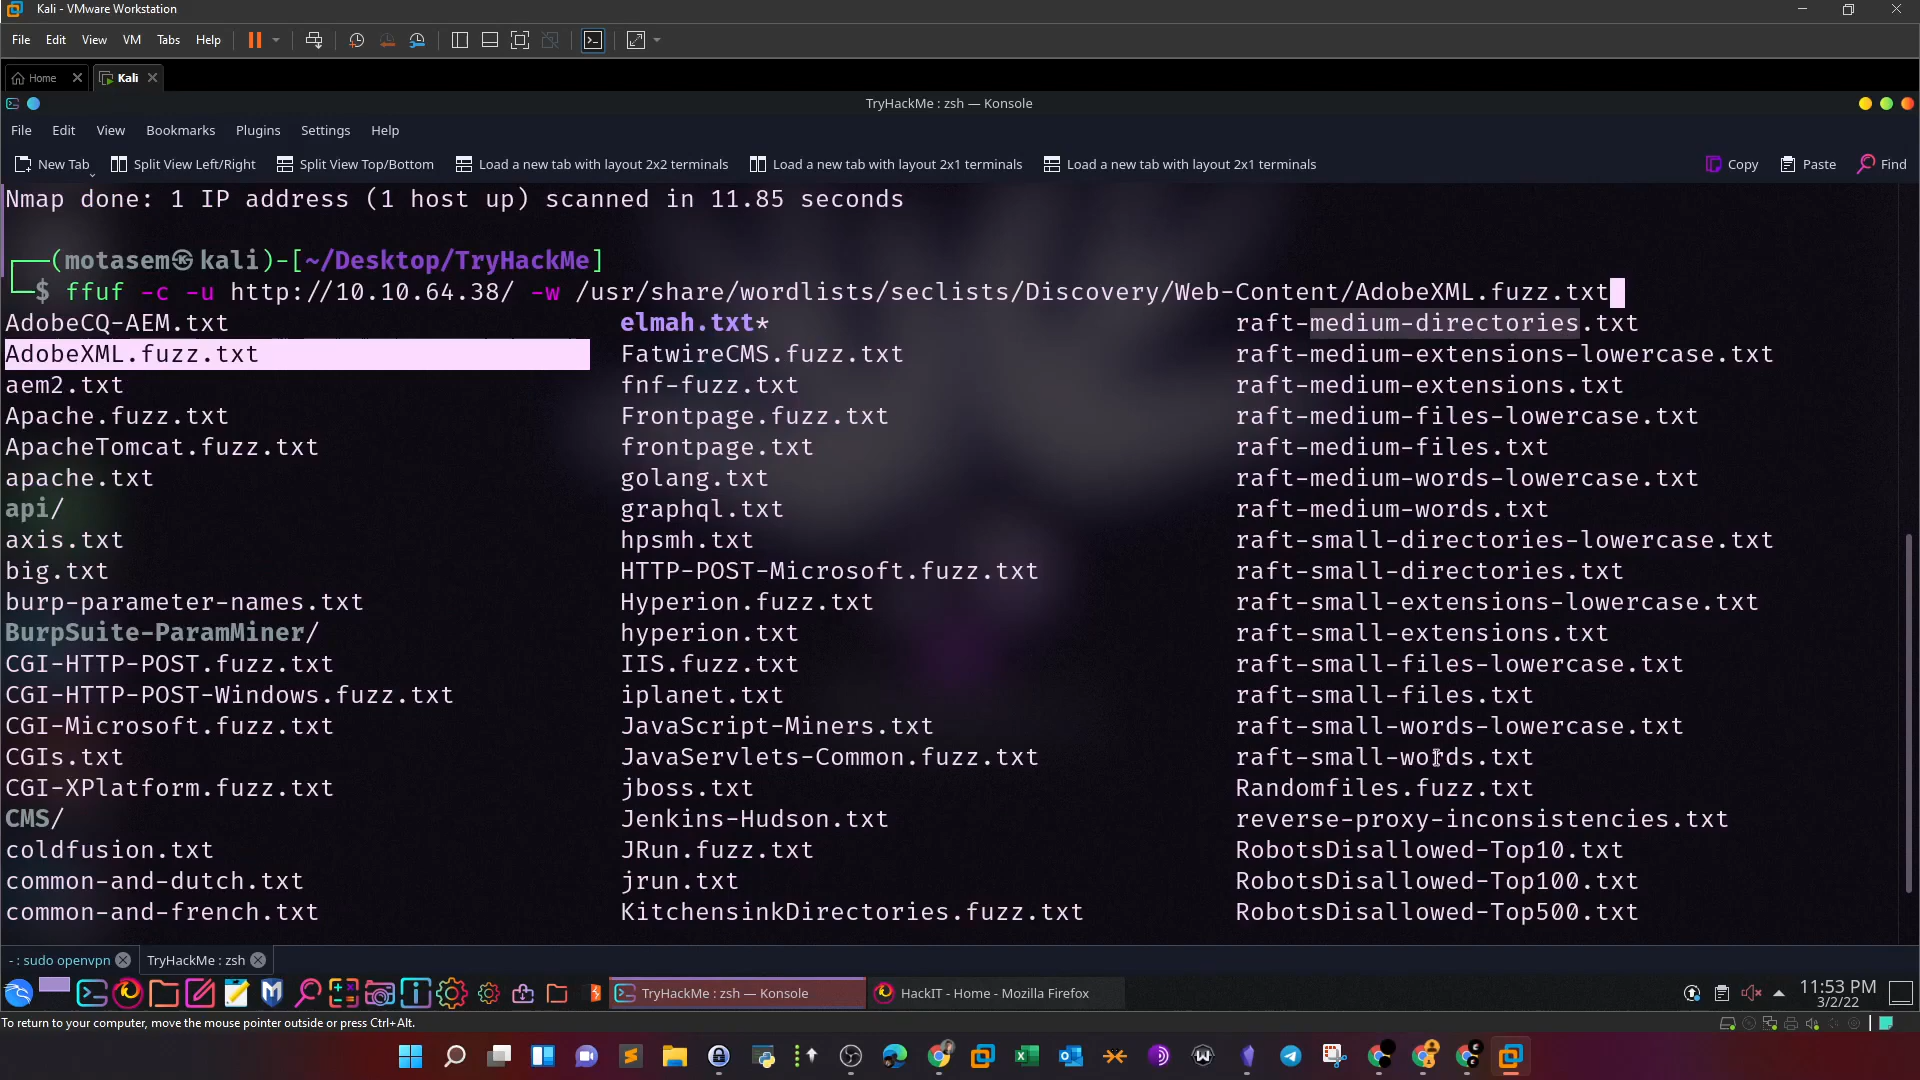 Kali - VMware Workstation
File Edit View VM Tabs Help
Home Kali
TryHackMe : zsh — Konsole
File Edit View Bookmarks Plugins Settings Help
New Tab Split View Left/Right Split View Top/Bottom Load a new tab with layout 2x2 terminals Load a new tab with layout 2x1 terminals Load a new tab with layout 2x1 terminals Copy Paste Find
Nmap done: 1 IP address (1 host up) scanned in 11.85 seconds
┌──(motasem㉿kali)-[~/Desktop/TryHackMe]
└─$ ffuf -c -u http://10.10.64.38/ -w /usr/share/wordlists/seclists/Discovery/Web-Content/AdobeXML.fuzz.txt
AdobeCQ-AEM.txt elmah.txt* raft-medium-directories.txt
AdobeXML.fuzz.txt FatwireCMS.fuzz.txt raft-medium-extensions-lowercase.txt
aem2.txt fnf-fuzz.txt raft-medium-extensions.txt
Apache.fuzz.txt Frontpage.fuzz.txt raft-medium-files-lowercase.txt
ApacheTomcat.fuzz.txt frontpage.txt raft-medium-files.txt
apache.txt golang.txt raft-medium-words-lowercase.txt
api/ graphql.txt raft-medium-words.txt
axis.txt hpsmh.txt raft-small-directories-lowercase.txt
big.txt HTTP-POST-Microsoft.fuzz.txt raft-small-directories.txt
burp-parameter-names.txt Hyperion.fuzz.txt raft-small-extensions-lowercase.txt
BurpSuite-ParamMiner/ hyperion.txt raft-small-extensions.txt
CGI-HTTP-POST.fuzz.txt IIS.fuzz.txt raft-small-files-lowercase.txt
CGI-HTTP-POST-Windows.fuzz.txt iplanet.txt raft-small-files.txt
CGI-Microsoft.fuzz.txt JavaScript-Miners.txt raft-small-words-lowercase.txt
CGIs.txt JavaServlets-Common.fuzz.txt raft-small-words.txt
CGI-XPlatform.fuzz.txt jboss.txt Randomfiles.fuzz.txt
CMS/ Jenkins-Hudson.txt reverse-proxy-inconsistencies.txt
coldfusion.txt JRun.fuzz.txt RobotsDisallowed-Top10.txt
common-and-dutch.txt jrun.txt RobotsDisallowed-Top100.txt
common-and-french.txt KitchensinkDirectories.fuzz.txt RobotsDisallowed-Top500.txt
- : sudo openvpn TryHackMe : zsh
TryHackMe : zsh — Konsole HackIT - Home - Mozilla Firefox 11:53 PM
3/2/22
To return to your computer, move the mouse pointer outside or press Ctrl+Alt.